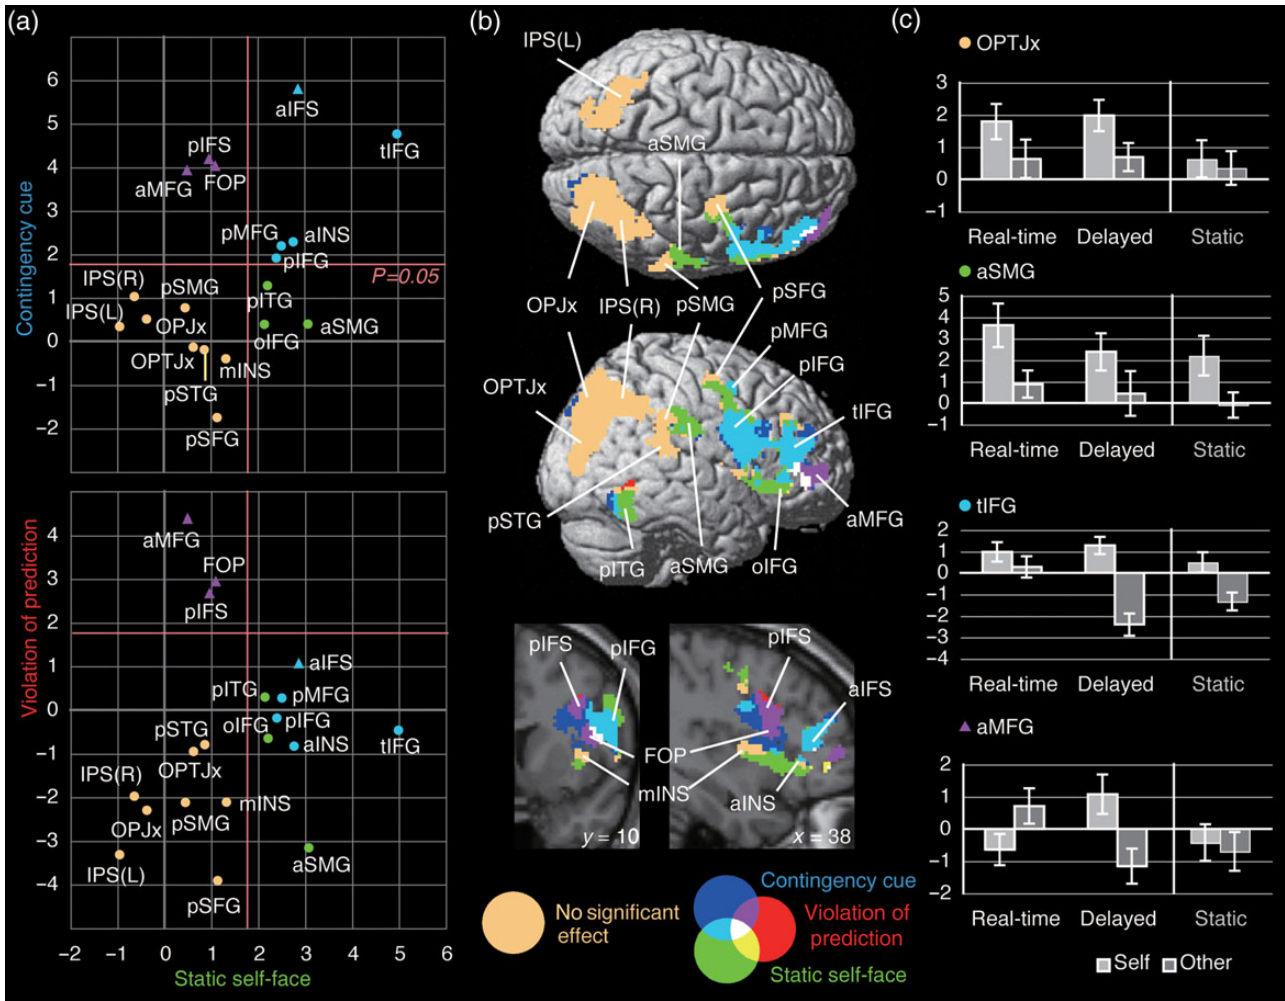 (a)
6
5
4
3
2
1
0
−1
−2
Contingency cue
aIFS
tIFG
pIFS
aMFG
FOP
pMFG
aINS
pIFG
P=0.05
IPS(R)
pSMG
pITG
IPS(L)
OPJx
oIFG
aSMG
OPTJx
mINS
pSTG
pSFG
4
3
2
1
0
−1
−2
−3
−4
Violation of prediction
aMFG
FOP
pIFS
aIFS
pITG
pMFG
oIFG
pIFG
pSTG
aINS
tIFG
OPTJx
IPS(R)
OPJx
pSMG
mINS
IPS(L)
aSMG
pSFG
−2 −1 0 1 2 3 4 5 6
Static self-face
(b)
IPS(L)
aSMG
OPJx
IPS(R)
pSMG
pSFG
pMFG
pIFG
OPTJx
tIFG
pSTG
aMFG
pITG
aSMG
oIFG
pIFS
pIFG
pIFS
aIFS
FOP
mINS
aINS
y = 10
x = 38
No significant
effect
Contingency cue
Violation of
prediction
Static self-face
(c)
OPTJx
3
2
1
0
−1
Real-time Delayed Static
aSMG
5
4
3
2
1
0
−1
Real-time Delayed Static
tIFG
2
1
0
−1
−2
−3
−4
Real-time Delayed Static
aMFG
2
1
0
−1
−2
Real-time Delayed Static
Self Other